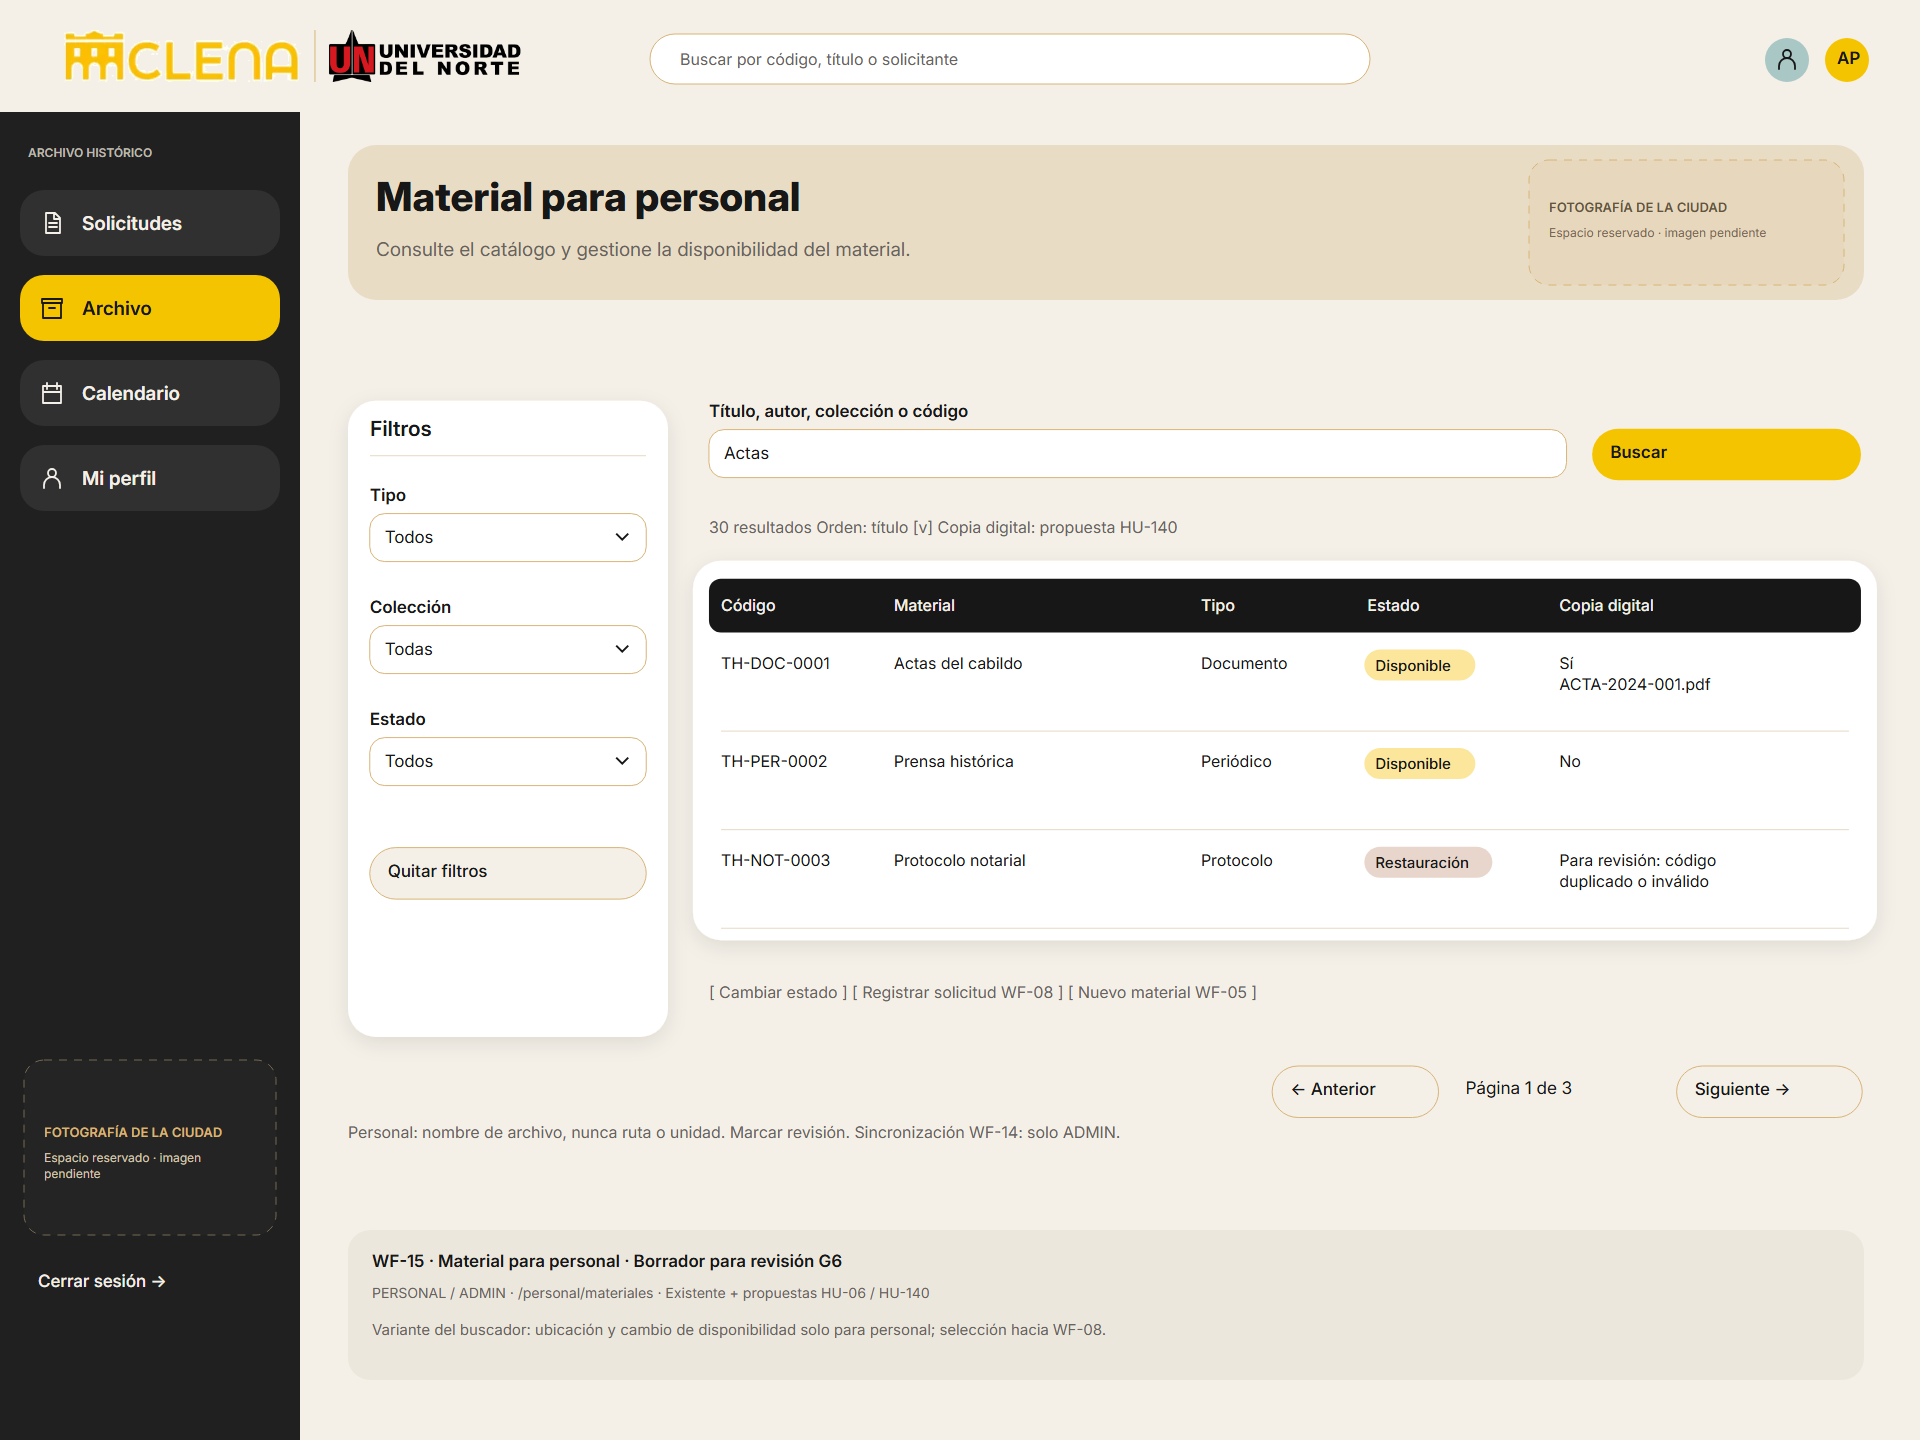 CLENA
UNIVERSIDAD
DEL NORTE
UN
Buscar por código, título o solicitante
AP
ARCHIVO HISTÓRICO
Solicitudes
Archivo
Calendario
Mi perfil
FOTOGRAFÍA DE LA CIUDAD
Espacio reservado · imagen
pendiente
Cerrar sesión →
Material para personal
Consulte el catálogo y gestione la disponibilidad del material.
FOTOGRAFÍA DE LA CIUDAD
Espacio reservado · imagen pendiente
Filtros
Tipo
Todos
Colección
Todas
Estado
Todos
Quitar filtros
Título, autor, colección o código
Actas
Buscar
30 resultados Orden: título [v] Copia digital: propuesta HU-140
Código Material Tipo Estado Copia digital
TH-DOC-0001 Actas del cabildo Documento Disponible Sí
ACTA-2024-001.pdf
TH-PER-0002 Prensa histórica Periódico Disponible No
TH-NOT-0003 Protocolo notarial Protocolo Restauración Para revisión: código
duplicado o inválido
[ Cambiar estado ] [ Registrar solicitud WF-08 ] [ Nuevo material WF-05 ]
← Anterior Página 1 de 3 Siguiente →
Personal: nombre de archivo, nunca ruta o unidad. Marcar revisión. Sincronización WF-14: solo ADMIN.
WF-15 · Material para personal · Borrador para revisión G6
PERSONAL / ADMIN · /personal/materiales · Existente + propuestas HU-06 / HU-140
Variante del buscador: ubicación y cambio de disponibilidad solo para personal; selección hacia WF-08.